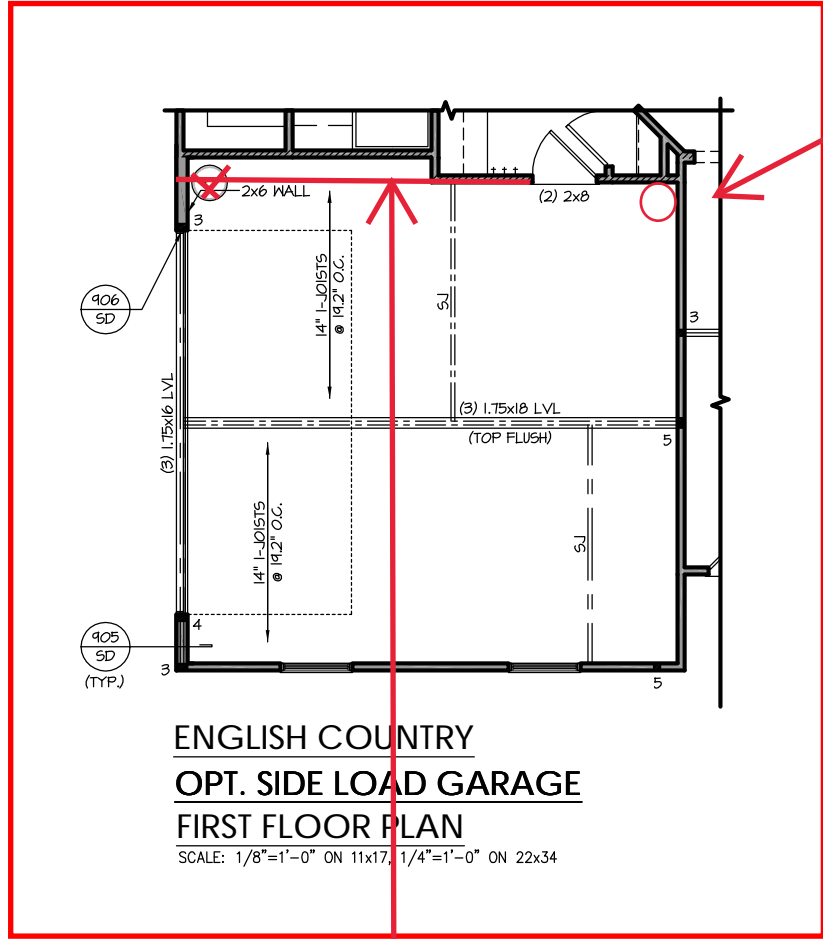 2x6 WALL
(2) 2x8
3
906
SD
14" I-JOISTS
@ 19.2" O.C.
SJ
3
(3) 1.75x16 LVL
(3) 1.75x18 LVL
(TOP FLUSH)
5
14" I-JOISTS
@ 19.2" O.C.
SJ
4
905
SD
(TYP.)
3
5
ENGLISH COUNTRY
OPT. SIDE LOAD GARAGE
FIRST FLOOR PLAN
SCALE: 1/8"=1'-0" ON 11x17, 1/4"=1'-0" ON 22x34